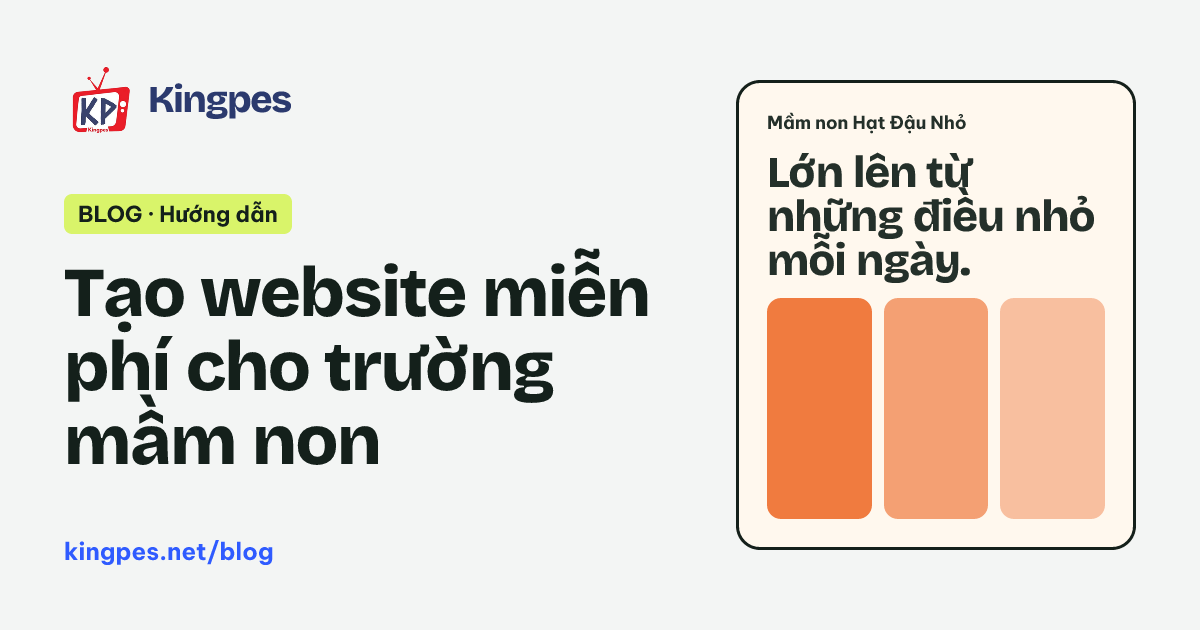 KP
Kingpes
Kingpes
BLOG · Hướng dẫn
Tạo website miễn
phí cho trường
mầm non
kingpes.net/blog
Mầm non Hạt Đậu Nhỏ
Lớn lên từ
những điều nhỏ
mỗi ngày.